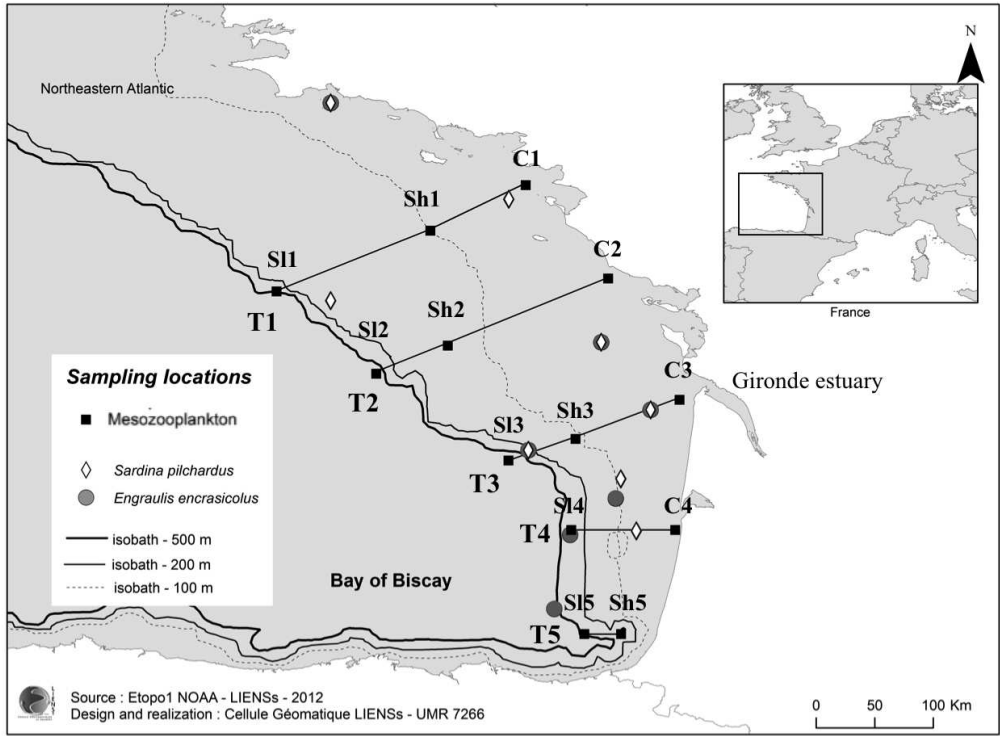 N
Northeastern Atlantic
C1
Sh1
Sl1
T1
C2
Sh2
Sl2
T2
France
C3
Gironde estuary
Sh3
Sl3
T3
Sl4
C4
T4
Sl5
Sh5
T5
Bay of Biscay
Sampling locations
Mesozooplankton
Sardina pilchardus
Engraulis encrasicolus
isobath - 500 m
isobath - 200 m
isobath - 100 m
Source : Etopo1 NOAA - LIENSs - 2012
Design and realization : Cellule Géomatique LIENSs - UMR 7266
0 50 100 Km